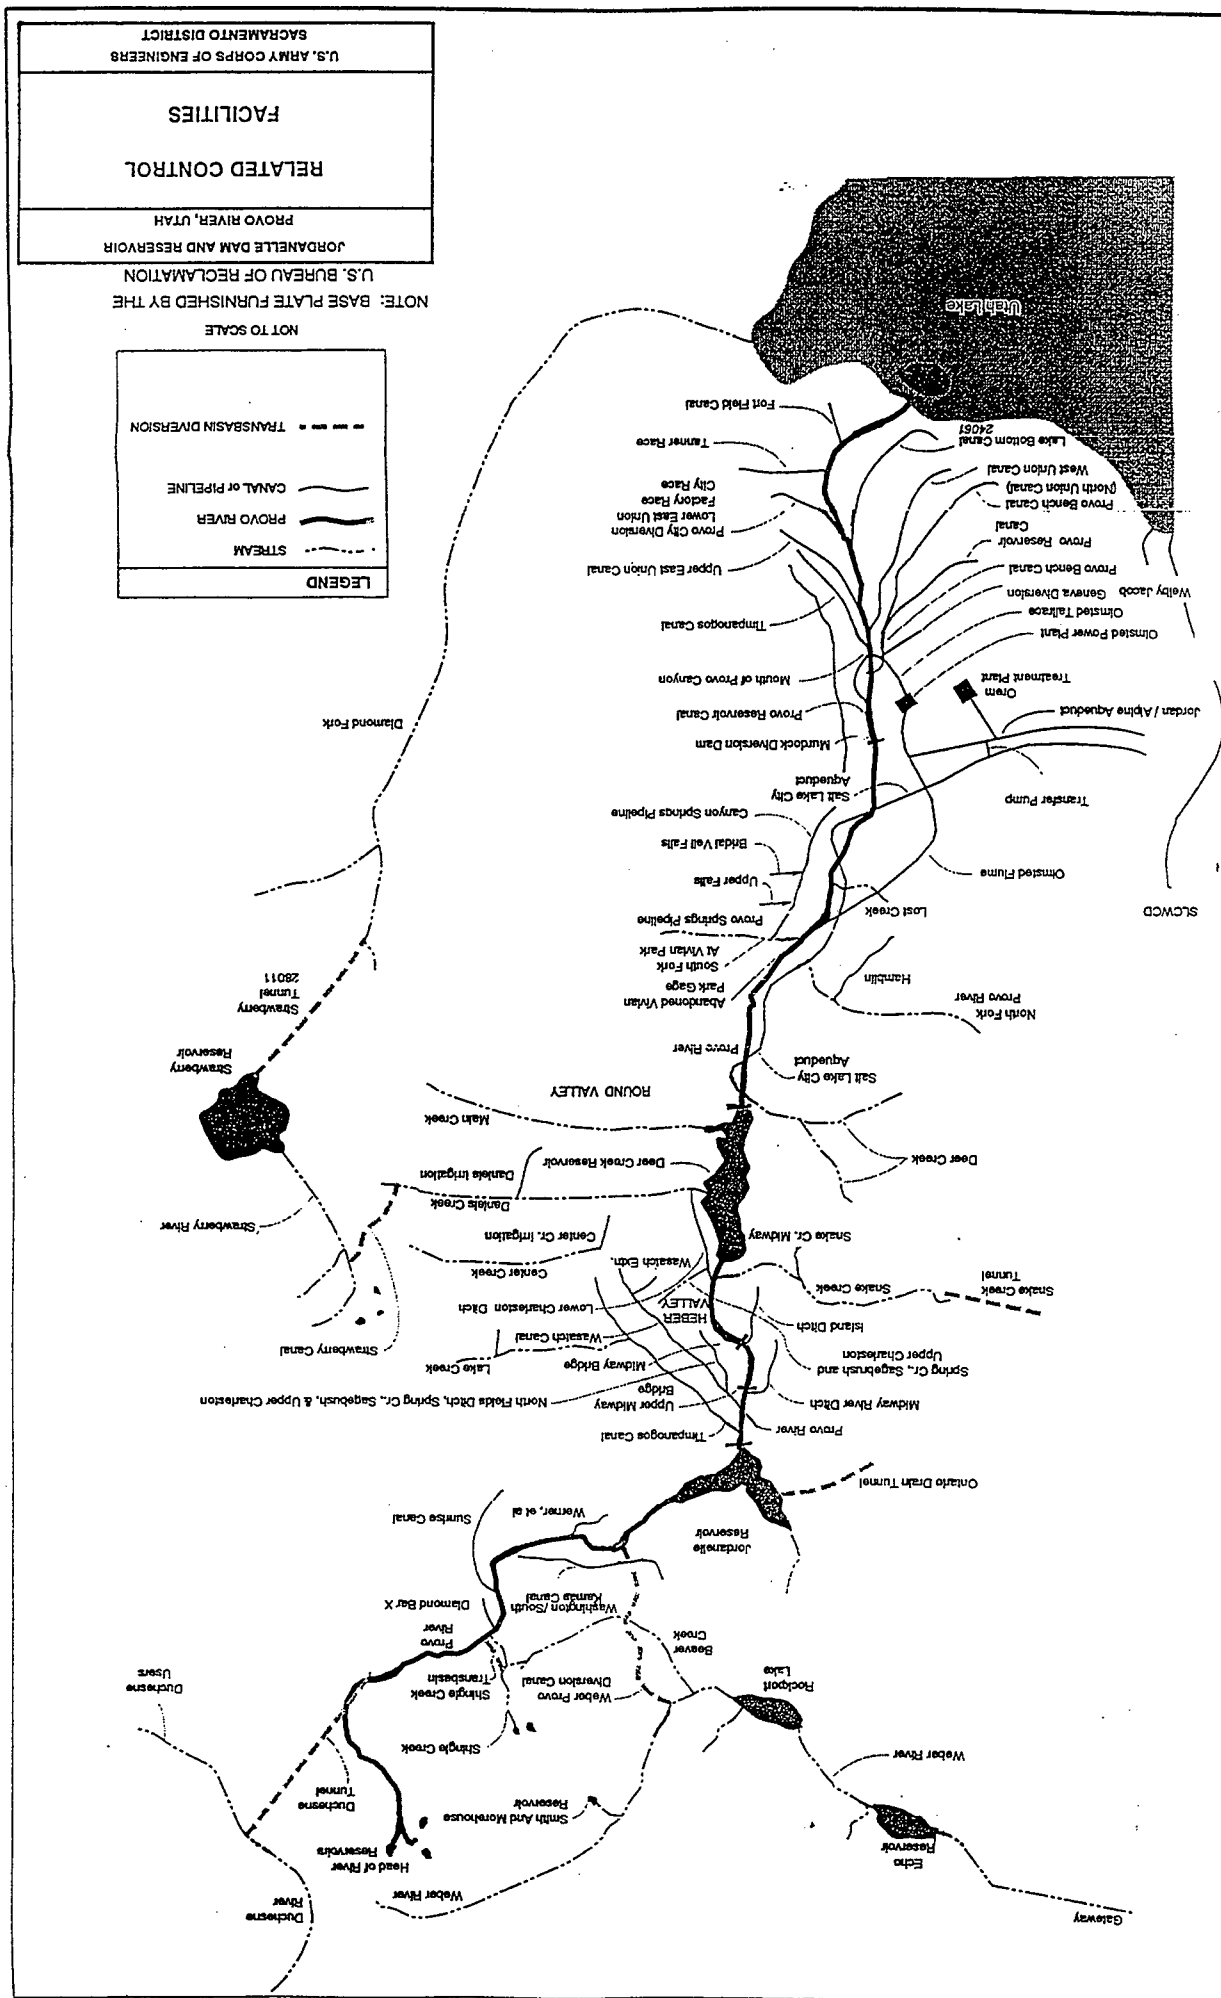 Gateway
Echo
Reservoir
Weber River
Rockport
Lake
Weber River
Smith And Morehouse
Reservoir
Head of River
Reservoirs
Duchesne
River
Duchesne
Tunnel
Duchesne
Users
Shingle Creek
Weber Provo
Diversion Canal
Shingle Creek
Transbasin
Provo
River
Beaver
Creek
Washington/South
Kamas Canal
Diamond Bar X
Jordanelle
Reservoir
Werner, et al
Sunrise Canal
Ontario Drain Tunnel
Provo River
Timpanogos Canal
Midway River Ditch
Upper Midway
Bridge
North Fields Ditch, Spring Cr., Sagebush, & Upper Charleston
Spring Cr., Sagebrush and
Upper Charleston
Midway Bridge
Lake Creek
Strawberry Canal
Island Ditch
HEBER
VALLEY
Wasatch Canal
Lower Charleston Ditch
Snake Creek
Tunnel
Snake Creek
Wasatch Extn.
Center Creek
Snake Cr. Midway
Center Cr. Irrigation
Strawberry River
Daniels Creek
Daniels Irrigation
Deer Creek
Deer Creek Reservoir
Main Creek
ROUND VALLEY
Strawberry
Reservoir
Salt Lake City
Aqueduct
Provo River
Strawberry
Tunnel
28011
North Fork
Provo River
Hamblin
Abandoned Vivian
Park Gage
South Fork
At Vivian Park
Provo Springs Pipeline
SLCWCD
Lost Creek
Upper Falls
Olmsted Flume
Bridal Veil Falls
Canyon Springs Pipeline
Transfer Pump
Salt Lake City
Aqueduct
Murdock Diversion Dam
Jordan / Alpine Aqueduct
Provo Reservoir Canal
Orem
Treatment Plant
Mouth of Provo Canyon
Diamond Fork
Olmsted Power Plant
Olmsted Tailrace
Timpanogos Canal
Geneva Diversion
Welby Jacob
Provo Bench Canal
Upper East Union Canal
Provo Reservoir
Canal
Provo City Diversion
Lower East Union
Factory Race
City Race
Provo Bench Canal
(North Union Canal)
West Union Canal
Tanner Race
Lake Bottom Canal
24061
Fort Field Canal
Utah Lake
LEGEND
STREAM
PROVO RIVER
CANAL or PIPELINE
TRANSBASIN DIVERSION
NOT TO SCALE
NOTE: BASE PLATE FURNISHED BY THE
U.S. BUREAU OF RECLAMATION
JORDANELLE DAM AND RESERVOIR
PROVO RIVER, UTAH
RELATED CONTROL
FACILITIES
U.S. ARMY CORPS OF ENGINEERS
SACRAMENTO DISTRICT